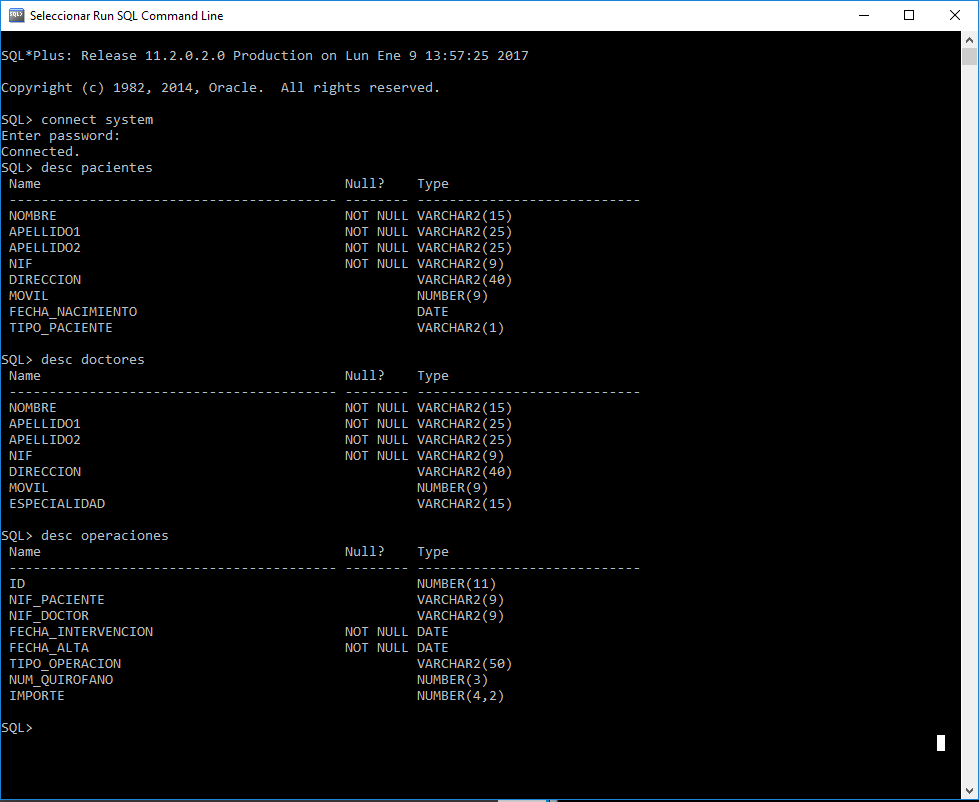 Seleccionar Run SQL Command Line
SQL*Plus: Release 11.2.0.2.0 Production on Lun Ene 9 13:57:25 2017
Copyright (c) 1982, 2014, Oracle.  All rights reserved.
SQL> connect system
Enter password:
Connected.
SQL> desc pacientes
 Name                                      Null?    Type
 ----------------------------------------- -------- ----------------------------
 NOMBRE                                    NOT NULL VARCHAR2(15)
 APELLIDO1                                 NOT NULL VARCHAR2(25)
 APELLIDO2                                 NOT NULL VARCHAR2(25)
 NIF                                       NOT NULL VARCHAR2(9)
 DIRECCION                                          VARCHAR2(40)
 MOVIL                                              NUMBER(9)
 FECHA_NACIMIENTO                                   DATE
 TIPO_PACIENTE                                      VARCHAR2(1)
SQL> desc doctores
 Name                                      Null?    Type
 ----------------------------------------- -------- ----------------------------
 NOMBRE                                    NOT NULL VARCHAR2(15)
 APELLIDO1                                 NOT NULL VARCHAR2(25)
 APELLIDO2                                 NOT NULL VARCHAR2(25)
 NIF                                       NOT NULL VARCHAR2(9)
 DIRECCION                                          VARCHAR2(40)
 MOVIL                                              NUMBER(9)
 ESPECIALIDAD                                       VARCHAR2(15)
SQL> desc operaciones
 Name                                      Null?    Type
 ----------------------------------------- -------- ----------------------------
 ID                                                 NUMBER(11)
 NIF_PACIENTE                                       VARCHAR2(9)
 NIF_DOCTOR                                         VARCHAR2(9)
 FECHA_INTERVENCION                        NOT NULL DATE
 FECHA_ALTA                                NOT NULL DATE
 TIPO_OPERACION                                     VARCHAR2(50)
 NUM_QUIROFANO                                      NUMBER(3)
 IMPORTE                                            NUMBER(4,2)
SQL>